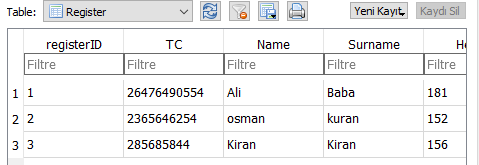 Table: Register Yeni Kayıt Kaydı Sil
registerID TC Name Surname
Filtre Filtre Filtre Filtre Filtre
1 1 26476490554 Ali Baba 181
2 2 2365646254 osman kuran 152
3 3 285685844 Kiran Kiran 156